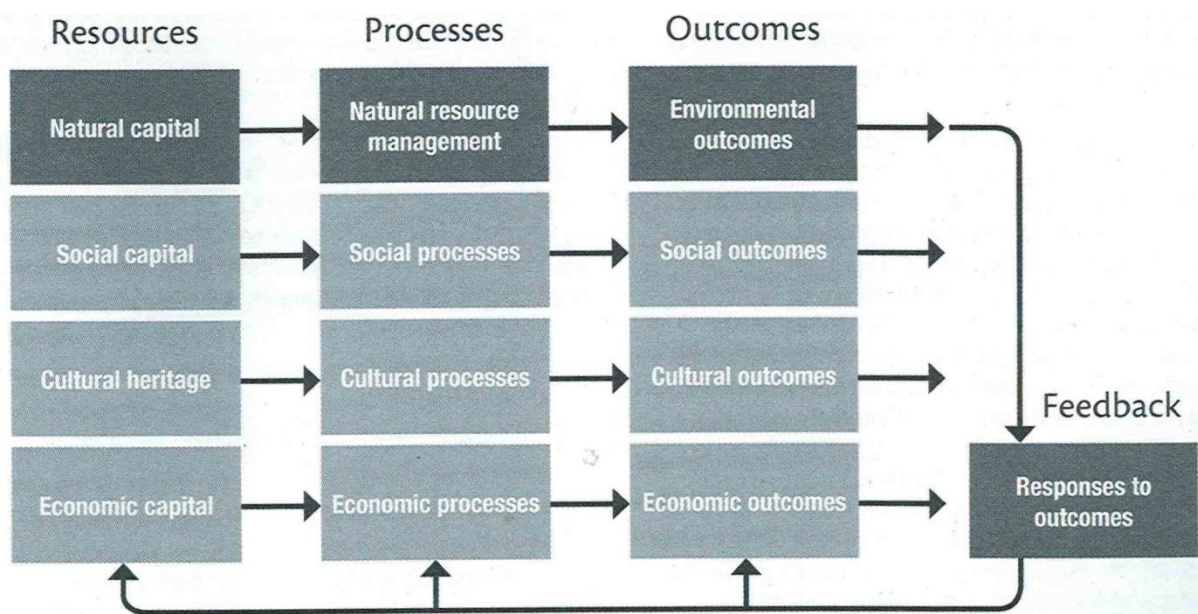 Resources
Processes
Outcomes
Natural capital
Natural resource
management
Environmental
outcomes
Social capital
Social processes
Social outcomes
Cultural heritage
Cultural processes
Cultural outcomes
Feedback
Economic capital
Economic processes
Economic outcomes
Responses to
outcomes